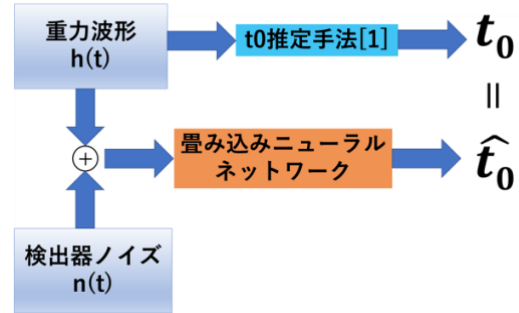 重力波形
h(t)
t0推定手法[1]
t₀
=
+
畳み込みニューラル
ネットワーク
t̂₀
検出器ノイズ
n(t)